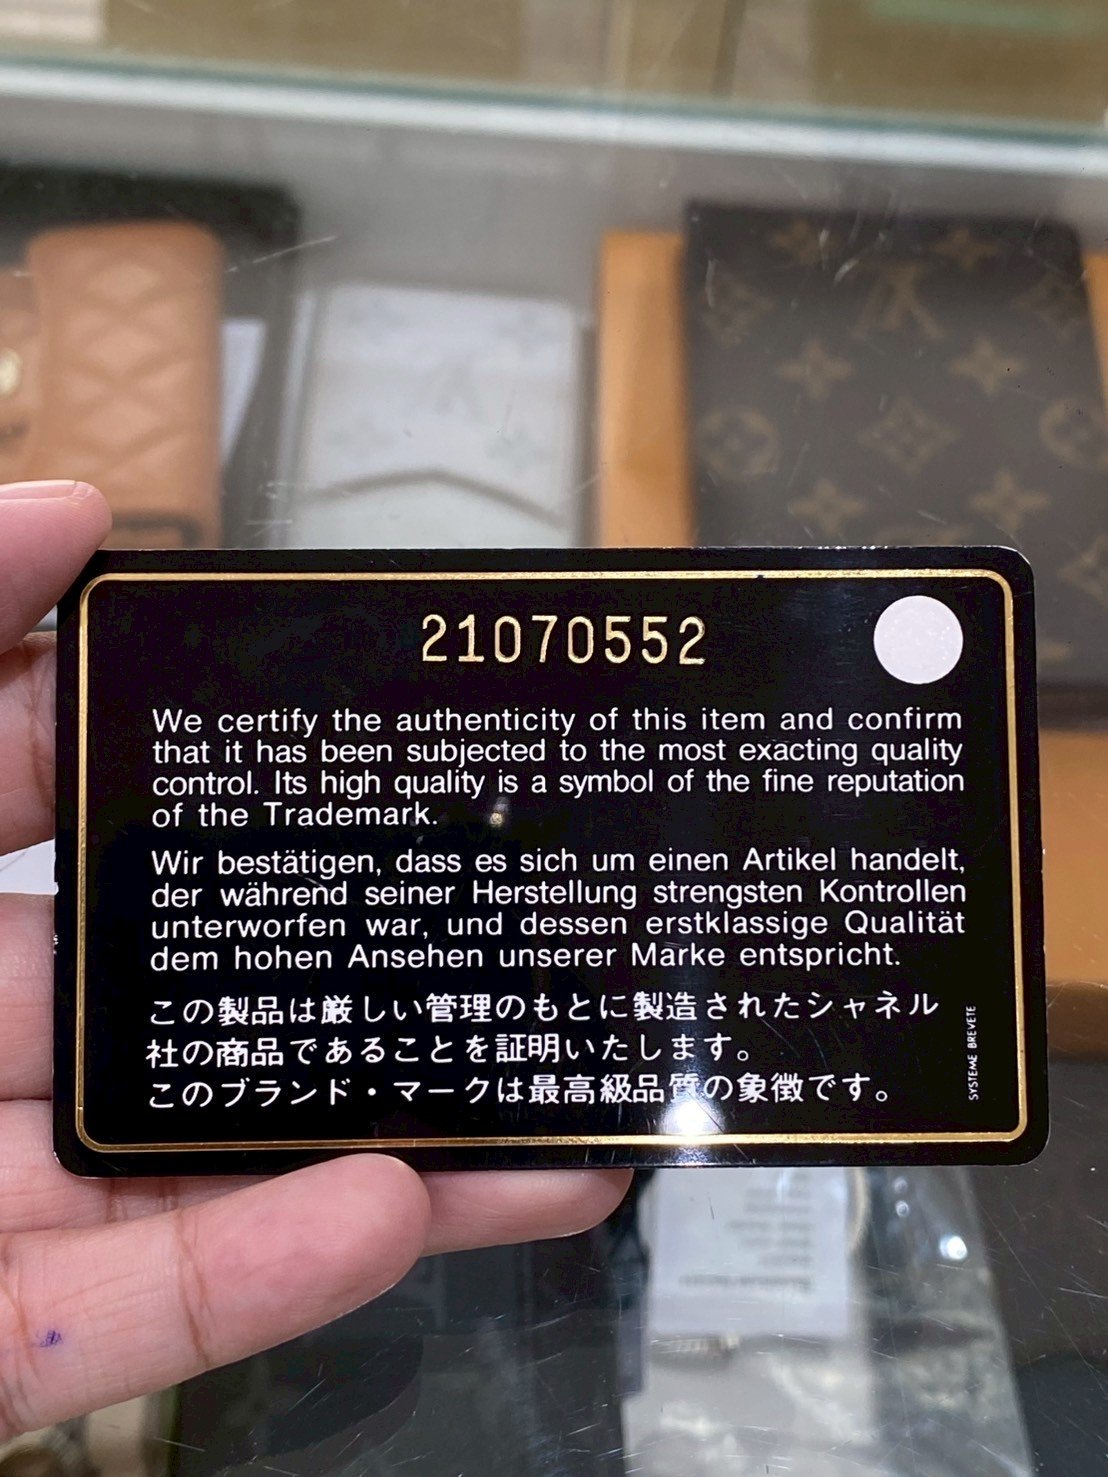 21070552
We certify the authenticity of this item and confirm
that it has been subjected to the most exacting quality
control. Its high quality is a symbol of the fine reputation
of the Trademark.
Wir bestätigen, dass es sich um einen Artikel handelt,
der während seiner Herstellung strengsten Kontrollen
unterworfen war, und dessen erstklassige Qualität
dem hohen Ansehen unserer Marke entspricht.
この製品は厳しい管理のもとに製造されたシャネル
社の商品であることを証明いたします。
このブランド・マークは最高級品質の象徴です。
SYSTEME BREVETE